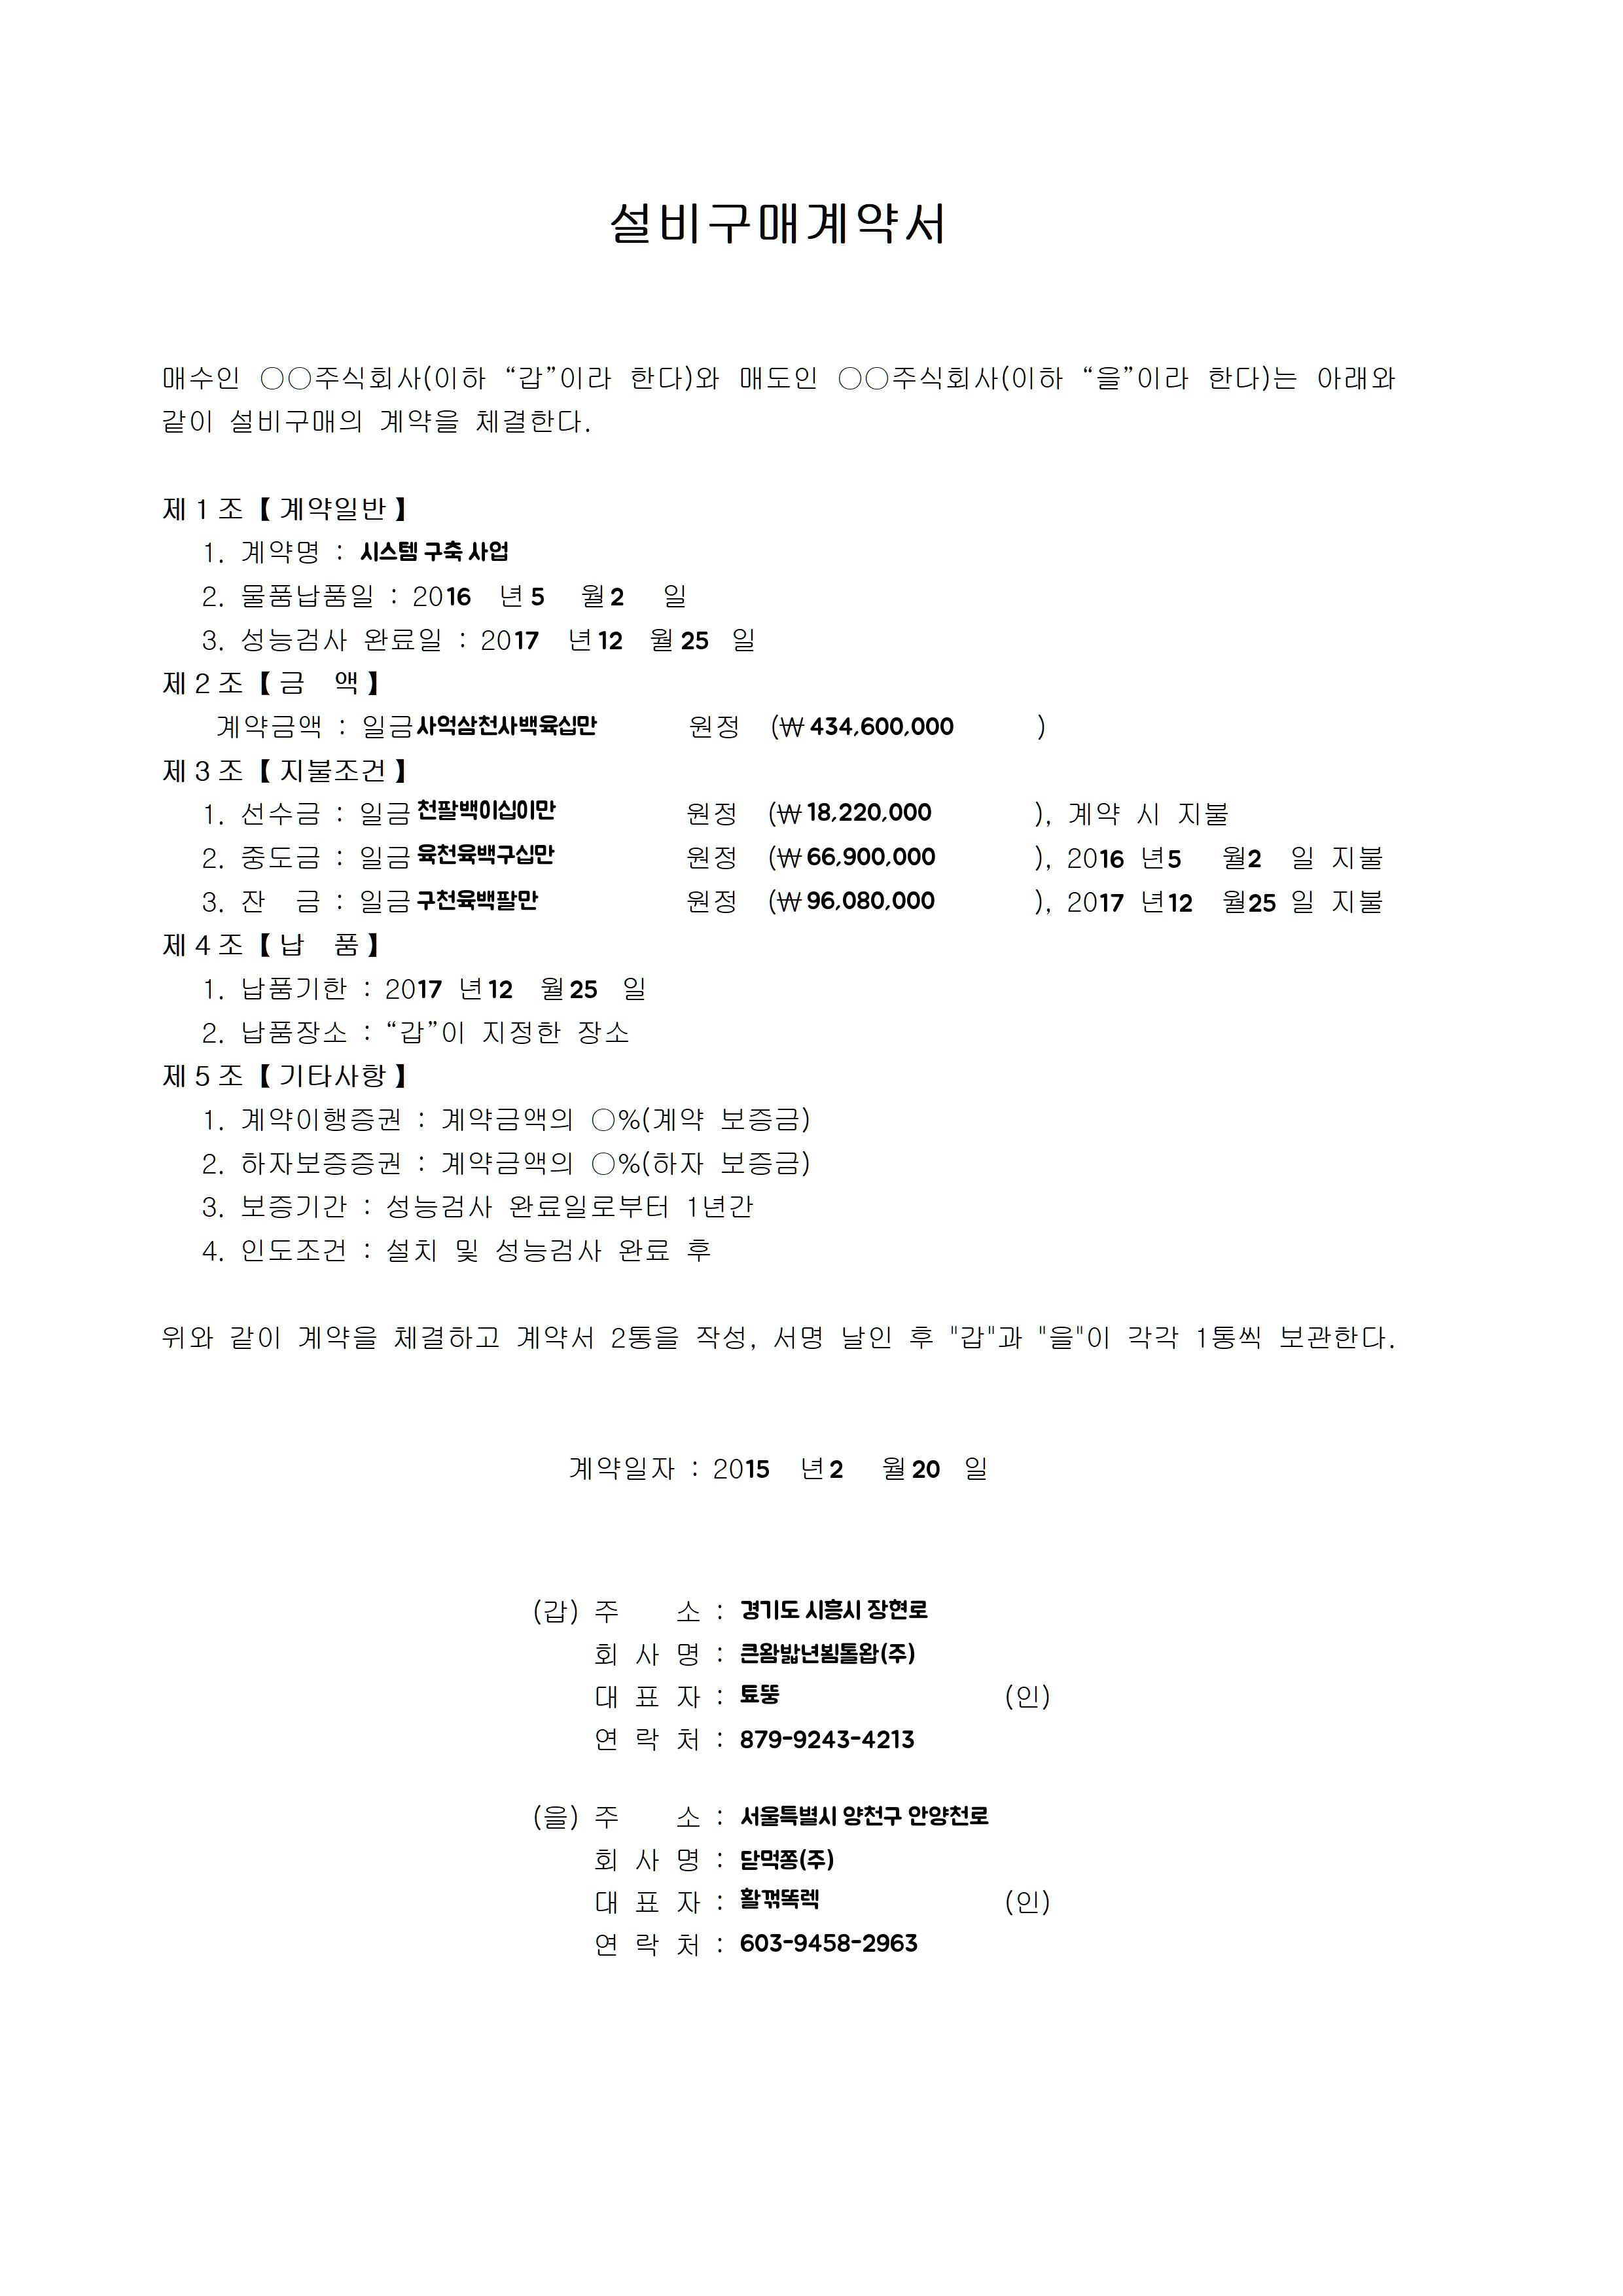 설비구매계약서
매수인 ○○주식회사(이하 “갑”이라 한다)와 매도인 ○○주식회사(이하 “을”이라 한다)는 아래와
같이 설비구매의 계약을 체결한다.
제 1 조 【 계약일반 】
1. 계약명 : 시스템 구축 사업
2. 물품납품일 : 2016 년 5 월 2 일
3. 성능검사 완료일 : 2017 년 12 월 25 일
제 2 조 【 금 액 】
계약금액 : 일금 사억삼천사백육십만 원정 (₩ 434,600,000 )
제 3 조 【 지불조건 】
1. 선수금 : 일금 천팔백이십이만 원정 (₩ 18,220,000 ), 계약 시 지불
2. 중도금 : 일금 육천육백구십만 원정 (₩ 66,900,000 ), 2016 년 5 월 2 일 지불
3. 잔 금 : 일금 구천육백팔만 원정 (₩ 96,080,000 ), 2017 년 12 월 25 일 지불
제 4 조 【 납 품 】
1. 납품기한 : 2017 년 12 월 25 일
2. 납품장소 : “갑”이 지정한 장소
제 5 조 【 기타사항 】
1. 계약이행증권 : 계약금액의 ○%(계약 보증금)
2. 하자보증증권 : 계약금액의 ○%(하자 보증금)
3. 보증기간 : 성능검사 완료일로부터 1년간
4. 인도조건 : 설치 및 성능검사 완료 후
위와 같이 계약을 체결하고 계약서 2통을 작성, 서명 날인 후 "갑"과 "을"이 각각 1통씩 보관한다.
계약일자 : 2015 년 2 월 20 일
(갑) 주 소 : 경기도 시흥시 장현로
회 사 명 :
대 표 자 : 툐뚱 (인)
연 락 처 : 879-9243-4213
(을) 주 소 : 서울특별시 양천구 안양천로
회 사 명 : 닫먹쫑(주)
대 표 자 : 활꺾똑렉 (인)
연 락 처 : 603-9458-2963